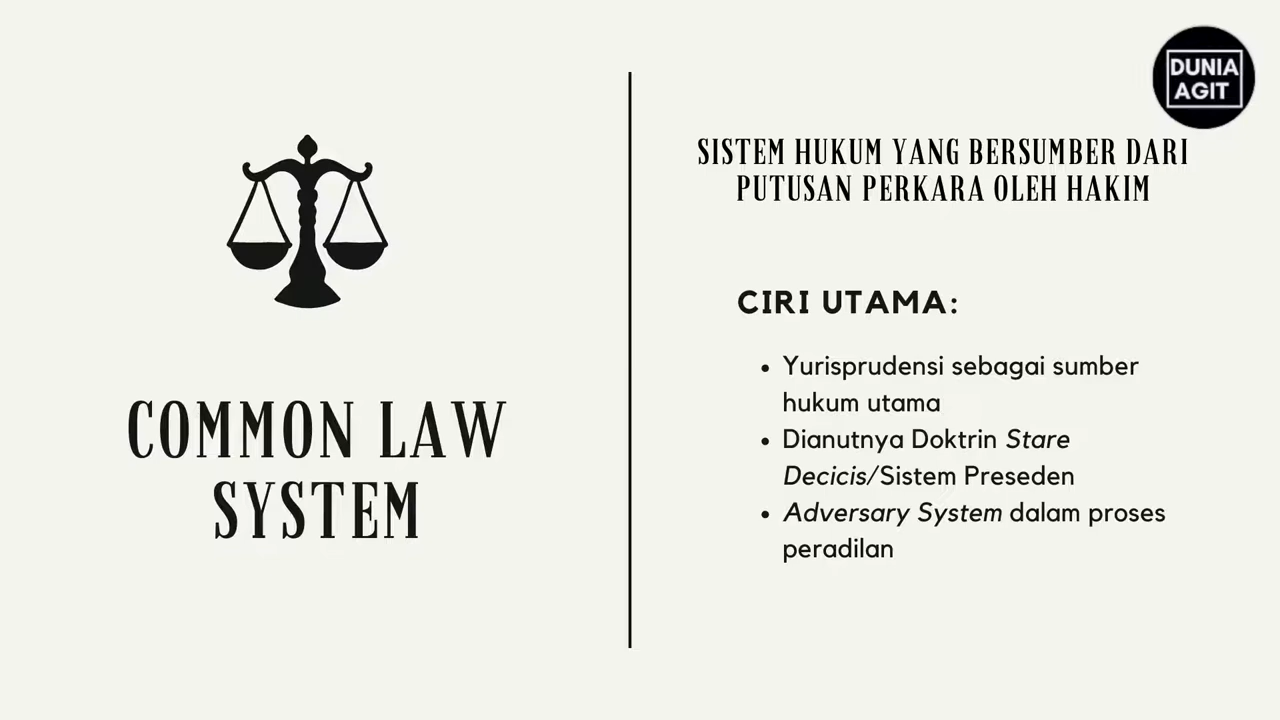 DUNIA
AGIT
COMMON LAW
SYSTEM
SISTEM HUKUM YANG BERSUMBER DARI
PUTUSAN PERKARA OLEH HAKIM
CIRI UTAMA:
• Yurisprudensi sebagai sumber
hukum utama
• Dianutnya Doktrin Stare
Decicis/Sistem Preseden
• Adversary System dalam proses
peradilan